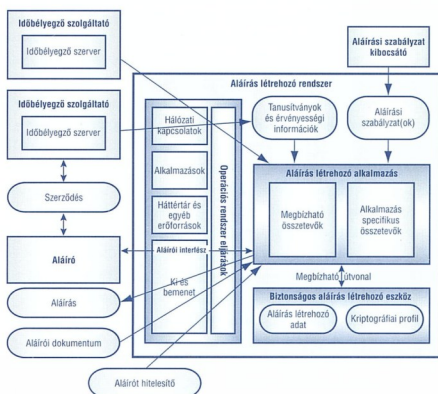 Időbélyegző szolgáltató
Időbélyegző szerver
Időbélyegző szolgáltató
Időbélyegző szerver
Szerződés
Aláíró
Aláírás
Aláírói dokumentum
Aláírót hitelesítő
Aláírási szabályzat
kibocsátó
Aláírás létrehozó rendszer
Hálózati
kapcsolatok
Alkalmazások
Háttértár és
egyéb
erőforrások
Aláírói interfész
Ki és
bemenet
Operációs rendszer eljárások
Tanusítványok
és érvényességi
információk
Aláírási
szabályzat(ok)
Aláírás létrehozó alkalmazás
Megbízható
összetevők
Alkalmazás
specifikus
összetevők
Megbízható útvonal
Biztonságos aláírás létrehozó eszköz
Aláírás létrehozó
adat
Kriptográfiai profil